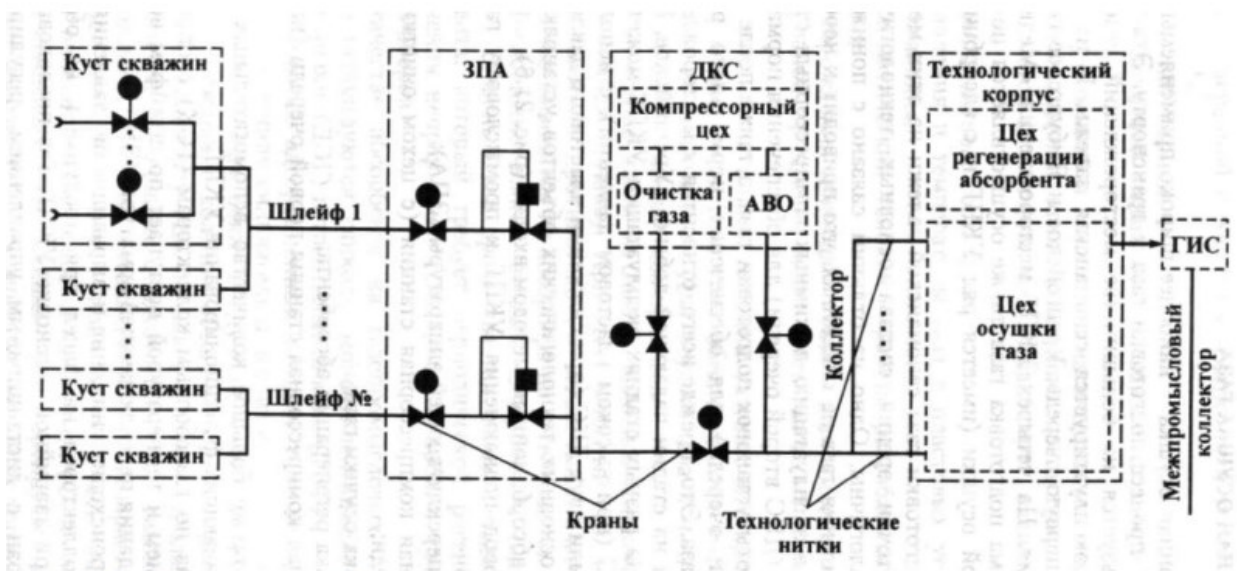 Куст скважин
Шлейф 1
Куст скважин
Куст скважин
Шлейф №
Куст скважин
ЗПА
Краны
ДКС
Компрессорный
цех
Очистка
газа
АВО
Коллектор
Технологические
нитки
Технологический
корпус
Цех
регенерации
абсорбента
Цех
осушки
газа
ГИС
Межпромысловый
коллектор